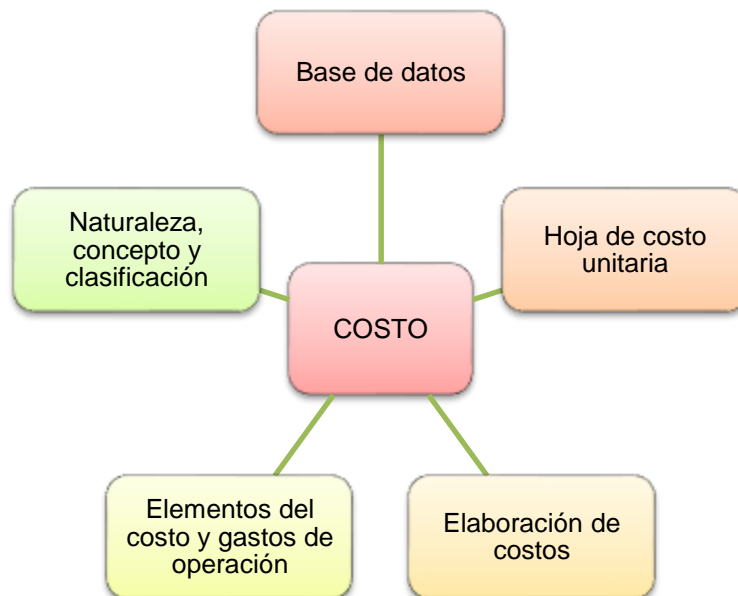 Base de datos
Naturaleza,
concepto y
clasificación
Hoja de costo
unitaria
COSTO
Elementos del
costo y gastos de
operación
Elaboración de
costos